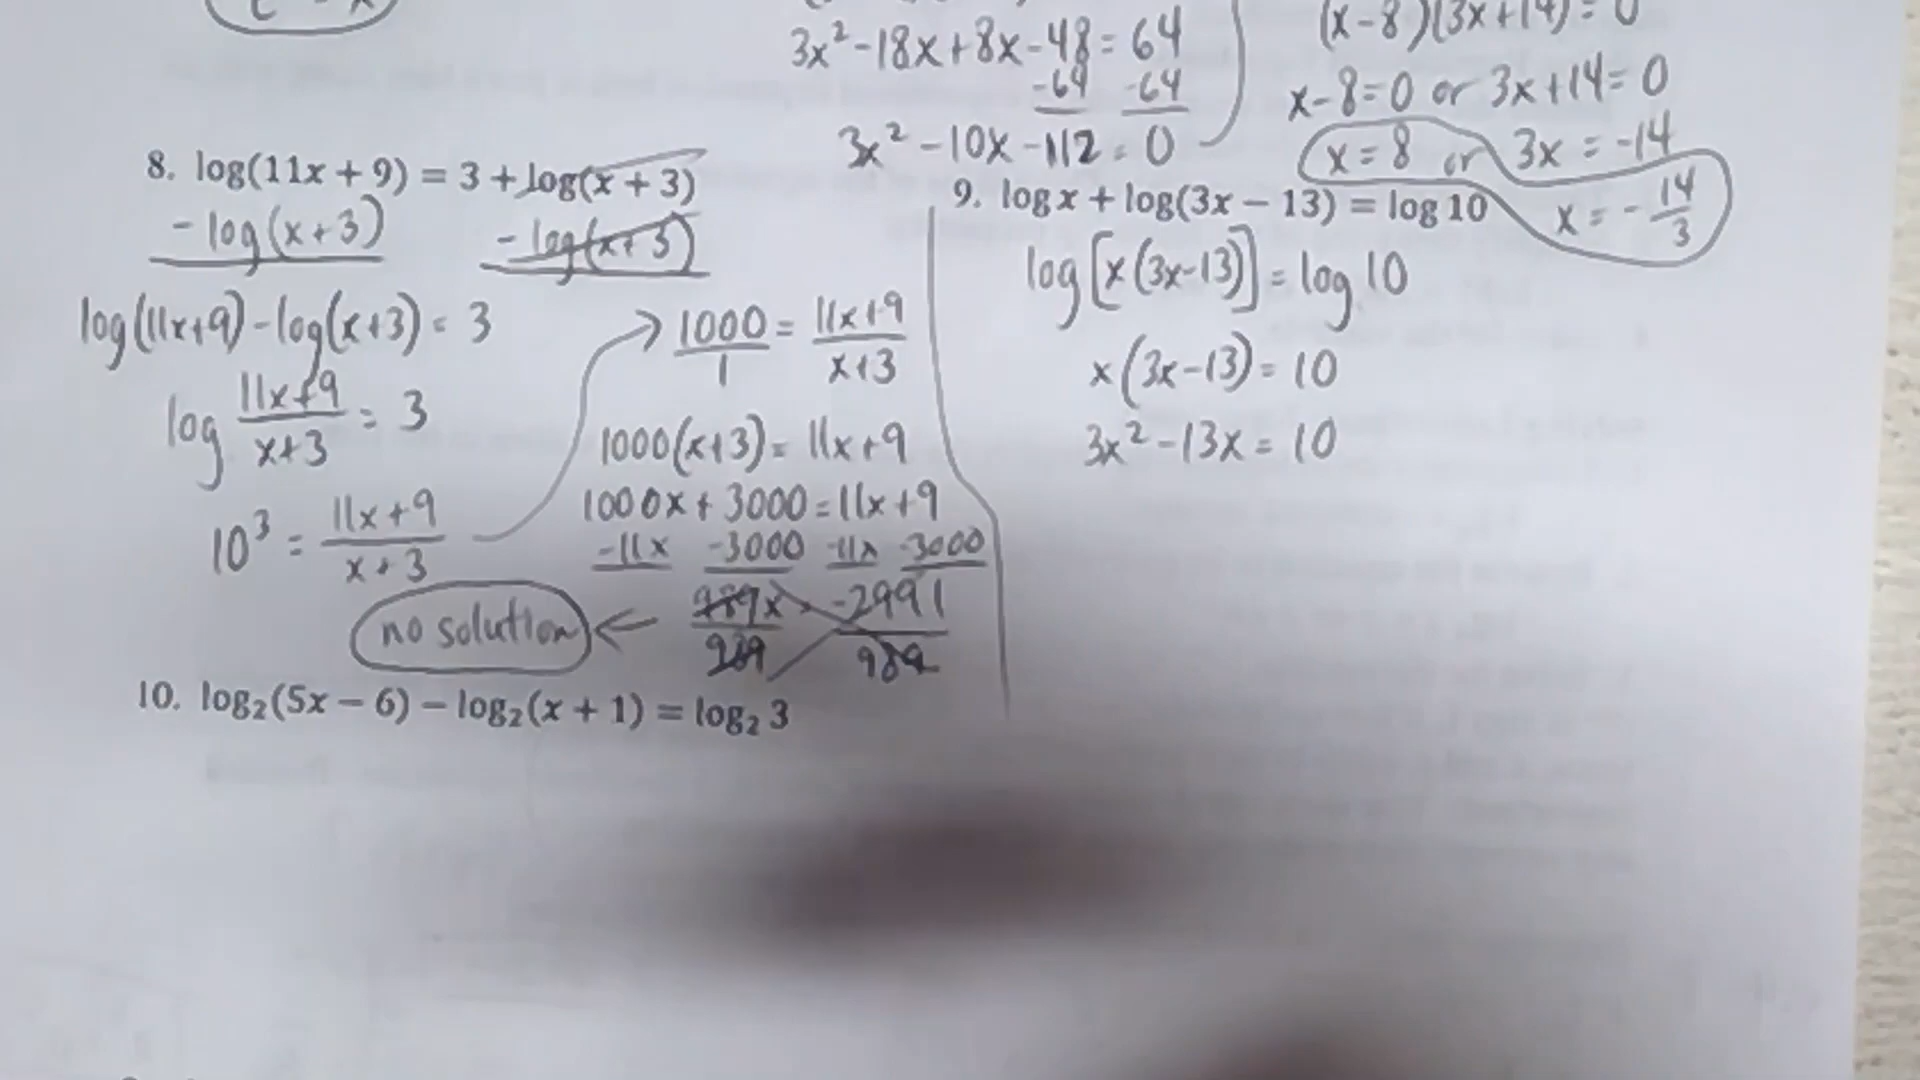 3x² - 18x + 8x - 48 = 64
-64 -64
3x² - 10x - 112 = 0
(x-8)(3x+14) = 0
x-8=0 or 3x+14=0
x=8 or 3x = -14
x = -14/3
8. log(11x + 9) = 3 + log(x + 3)
- log(x+3) - log(x+3)
log(11x+9) - log(x+3) = 3
log (11x+9)/(x+3) = 3
10³ = (11x+9)/(x+3)
1000/1 = (11x+9)/(x+3)
1000(x+3) = 11x+9
1000x + 3000 = 11x+9
-11x -3000 -11x -3000
989x/989 = -2991/989
no solution
9. log x + log(3x − 13) = log 10
log[x(3x-13)] = log 10
x(3x-13) = 10
3x² - 13x = 10
10. log₂(5x − 6) − log₂(x + 1) = log₂ 3